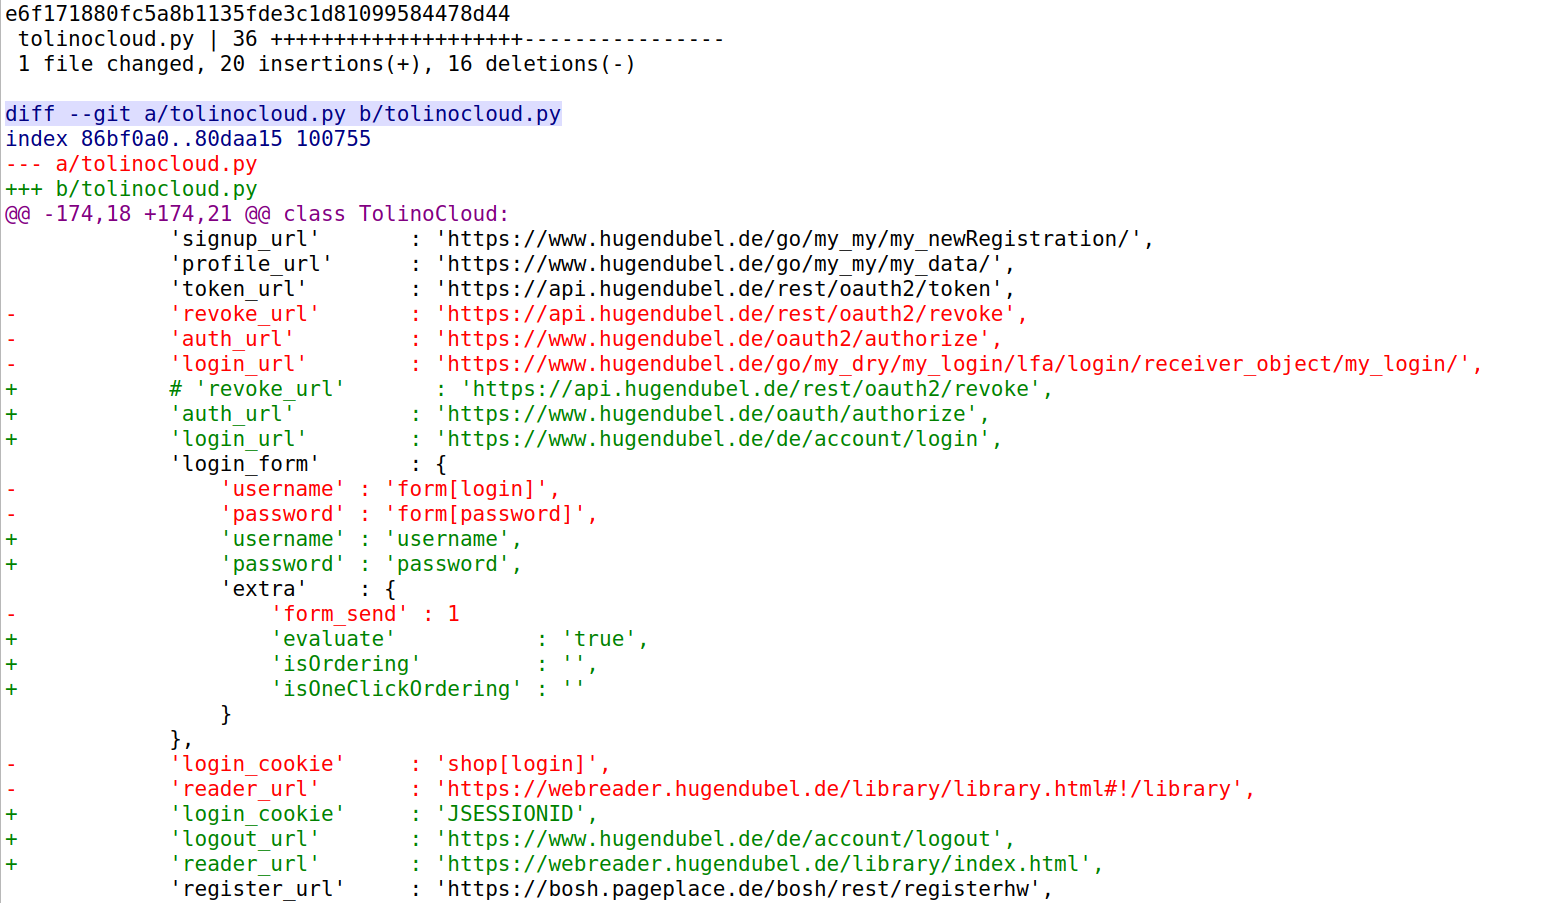 e6f171880fc5a8b1135fde3c1d81099584478d44
 tolinocloud.py | 36 ++++++++++++++++++++----------------
 1 file changed, 20 insertions(+), 16 deletions(-)

diff --git a/tolinocloud.py b/tolinocloud.py
index 86bf0a0..80daa15 100755
--- a/tolinocloud.py
+++ b/tolinocloud.py
@@ -174,18 +174,21 @@ class TolinoCloud:
             'signup_url'       : 'https://www.hugendubel.de/go/my_my/my_newRegistration/',
             'profile_url'      : 'https://www.hugendubel.de/go/my_my/my_data/',
             'token_url'        : 'https://api.hugendubel.de/rest/oauth2/token',
-            'revoke_url'       : 'https://api.hugendubel.de/rest/oauth2/revoke',
-            'auth_url'         : 'https://www.hugendubel.de/oauth2/authorize',
-            'login_url'        : 'https://www.hugendubel.de/go/my_dry/my_login/lfa/login/receiver_object/my_login/',
+            # 'revoke_url'       : 'https://api.hugendubel.de/rest/oauth2/revoke',
+            'auth_url'         : 'https://www.hugendubel.de/oauth/authorize',
+            'login_url'        : 'https://www.hugendubel.de/de/account/login',
             'login_form'       : {
-                'username' : 'form[login]',
-                'password' : 'form[password]',
+                'username' : 'username',
+                'password' : 'password',
                 'extra'    : {
-                    'form_send' : 1
+                    'evaluate'           : 'true',
+                    'isOrdering'         : '',
+                    'isOneClickOrdering' : ''
                 }
             },
-            'login_cookie'     : 'shop[login]',
-            'reader_url'       : 'https://webreader.hugendubel.de/library/library.html#!/library',
+            'login_cookie'     : 'JSESSIONID',
+            'logout_url'       : 'https://www.hugendubel.de/de/account/logout',
+            'reader_url'       : 'https://webreader.hugendubel.de/library/index.html',
             'register_url'     : 'https://bosh.pageplace.de/bosh/rest/registerhw',